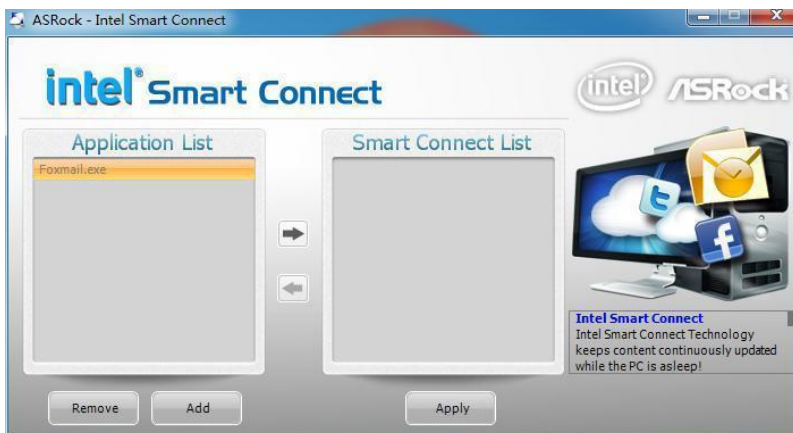 ASRock - Intel Smart Connect
intel® Smart Connect
intel ASRock
Application List
Foxmail.exe
Smart Connect List
Intel Smart Connect
Intel Smart Connect Technology
keeps content continuously updated
while the PC is asleep!
Remove
Add
Apply